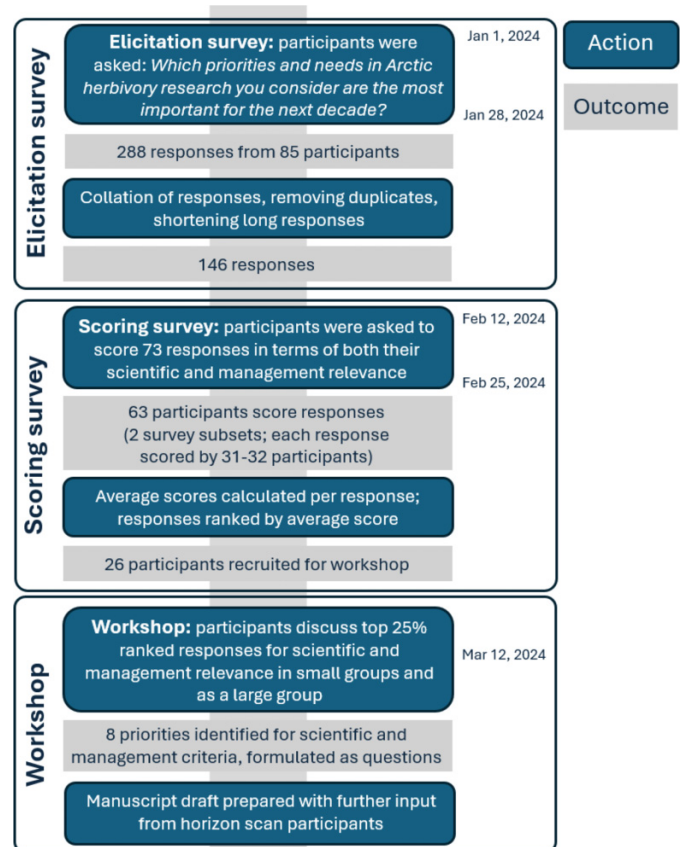 Elicitation survey
Elicitation survey: participants were
asked: Which priorities and needs in Arctic
herbivory research you consider are the most
important for the next decade?
Jan 1, 2024
Jan 28, 2024
Action
Outcome
288 responses from 85 participants
Collation of responses, removing duplicates,
shortening long responses
146 responses
Scoring survey
Scoring survey: participants were asked to
score 73 responses in terms of both their
scientific and management relevance
Feb 12, 2024
Feb 25, 2024
63 participants score responses
(2 survey subsets; each response
scored by 31-32 participants)
Average scores calculated per response;
responses ranked by average score
26 participants recruited for workshop
Workshop
Workshop: participants discuss top 25%
ranked responses for scientific and
management relevance in small groups and
as a large group
Mar 12, 2024
8 priorities identified for scientific and
management criteria, formulated as questions
Manuscript draft prepared with further input
from horizon scan participants